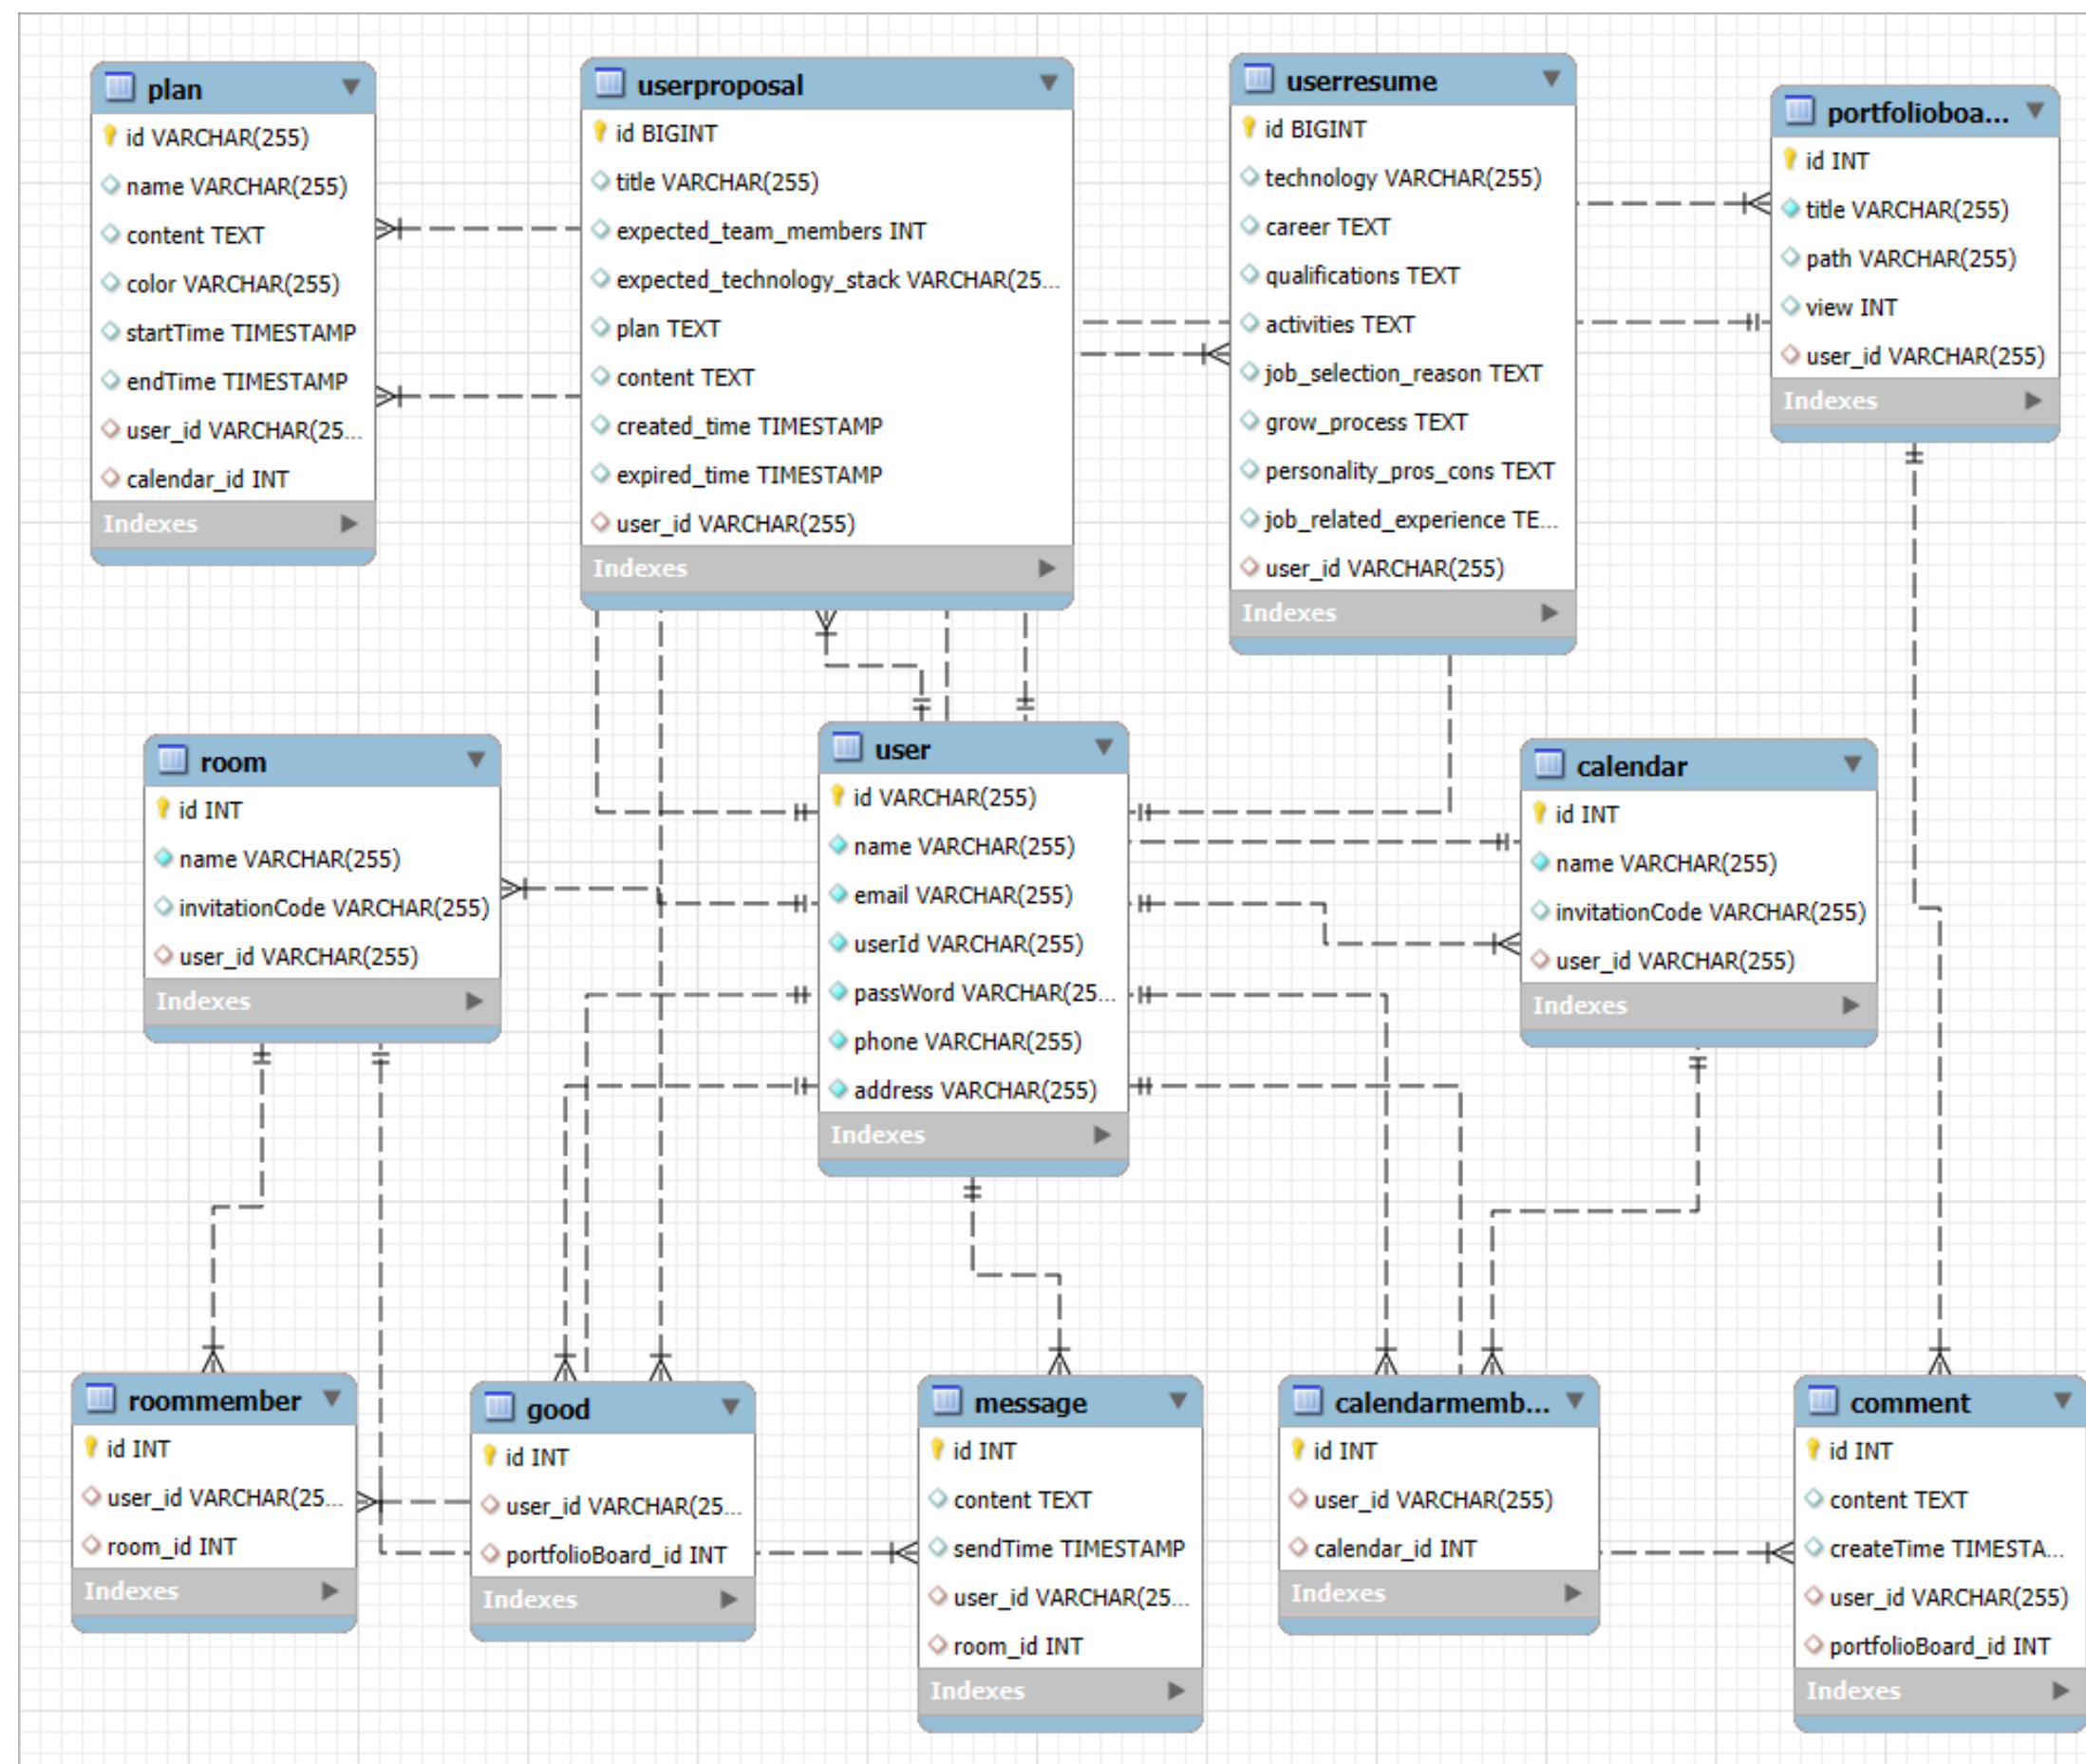 plan
id VARCHAR(255)
name VARCHAR(255)
content TEXT
color VARCHAR(255)
startTime TIMESTAMP
endTime TIMESTAMP
user_id VARCHAR(25...
calendar_id INT
Indexes
userproposal
id BIGINT
title VARCHAR(255)
expected_team_members INT
expected_technology_stack VARCHAR(25...
plan TEXT
content TEXT
created_time TIMESTAMP
expired_time TIMESTAMP
user_id VARCHAR(255)
Indexes
userresume
id BIGINT
technology VARCHAR(255)
career TEXT
qualifications TEXT
activities TEXT
job_selection_reason TEXT
grow_process TEXT
personality_pros_cons TEXT
job_related_experience TE...
user_id VARCHAR(255)
Indexes
portfolioboa...
id INT
title VARCHAR(255)
path VARCHAR(255)
view INT
user_id VARCHAR(255)
Indexes
room
id INT
name VARCHAR(255)
invitationCode VARCHAR(255)
user_id VARCHAR(255)
Indexes
user
id VARCHAR(255)
name VARCHAR(255)
email VARCHAR(255)
userId VARCHAR(255)
passWord VARCHAR(25...
phone VARCHAR(255)
address VARCHAR(255)
Indexes
calendar
id INT
name VARCHAR(255)
invitationCode VARCHAR(255)
user_id VARCHAR(255)
Indexes
roommember
id INT
user_id VARCHAR(25...
room_id INT
Indexes
good
id INT
user_id VARCHAR(25...
portfolioBoard_id INT
Indexes
message
id INT
content TEXT
sendTime TIMESTAMP
user_id VARCHAR(25...
room_id INT
Indexes
calendarmemb...
id INT
user_id VARCHAR(255)
calendar_id INT
Indexes
comment
id INT
content TEXT
createTime TIMESTA...
user_id VARCHAR(255)
portfolioBoard_id INT
Indexes